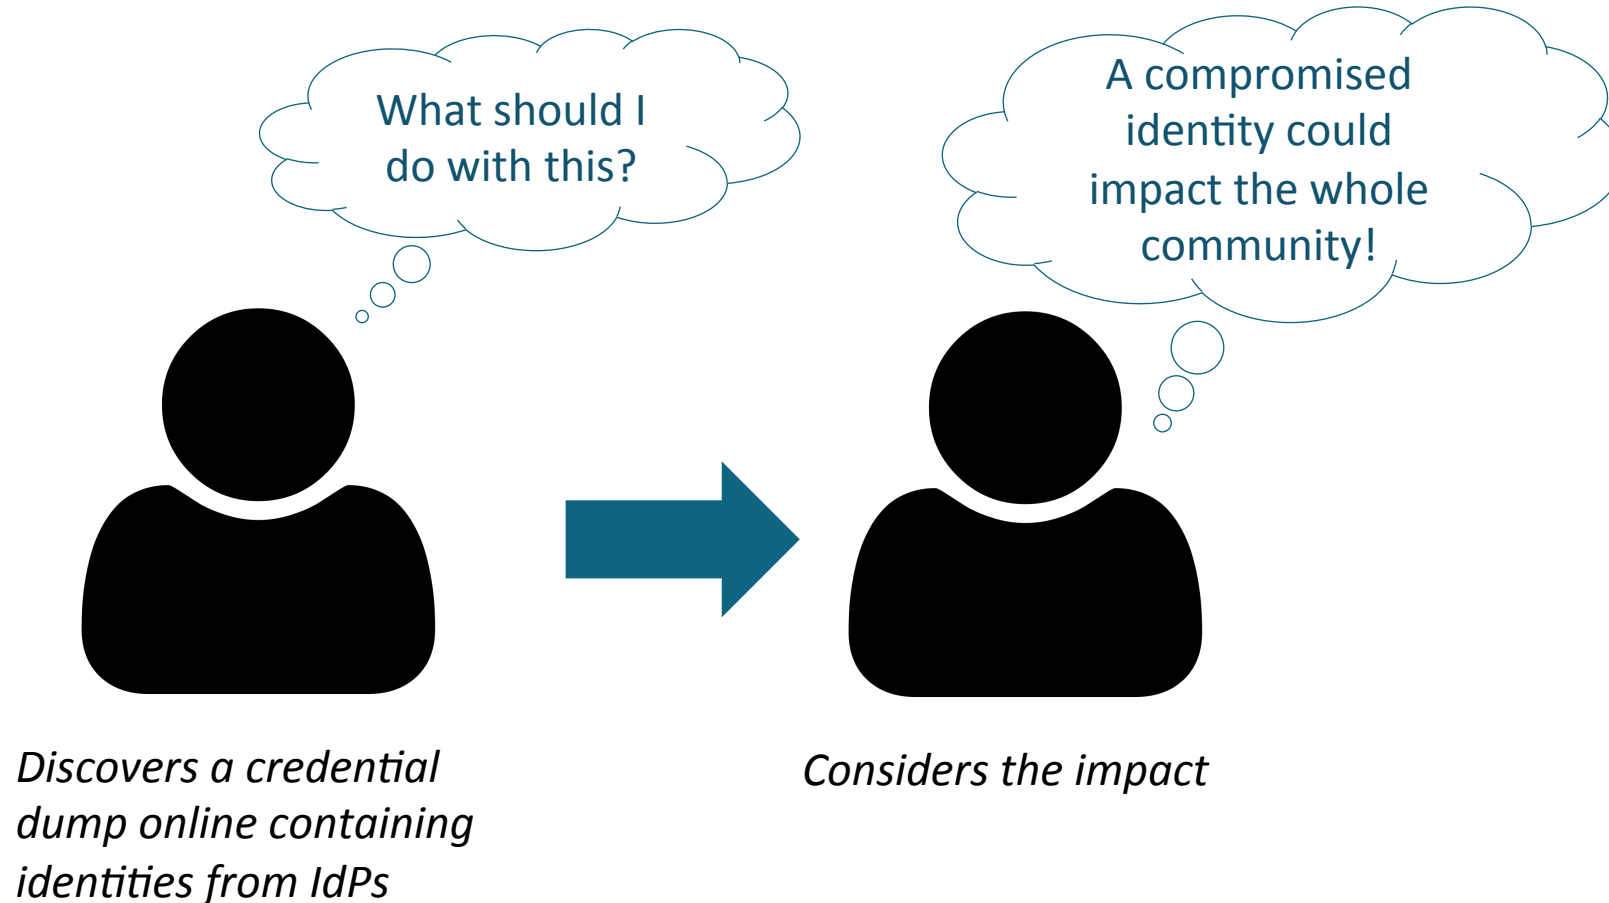 What should I
do with this?
A compromised
identity could
impact the whole
community!
Discovers a credential
dump online containing
identities from IdPs
Considers the impact